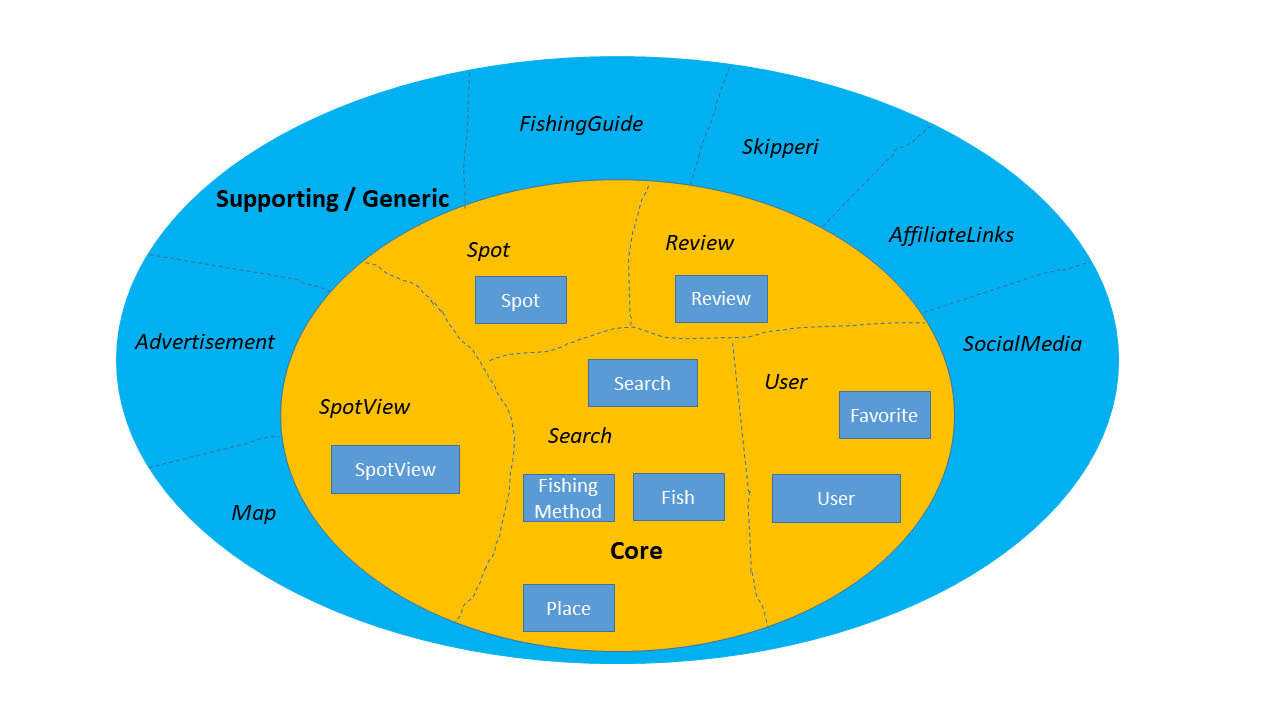 FishingGuide
Skipperi
Supporting / Generic
AffiliateLinks
Spot
Review
Spot
Review
Advertisement
SocialMedia
Search
User
SpotView
Favorite
Search
SpotView
Fishing
Method
Fish
User
Map
Core
Place